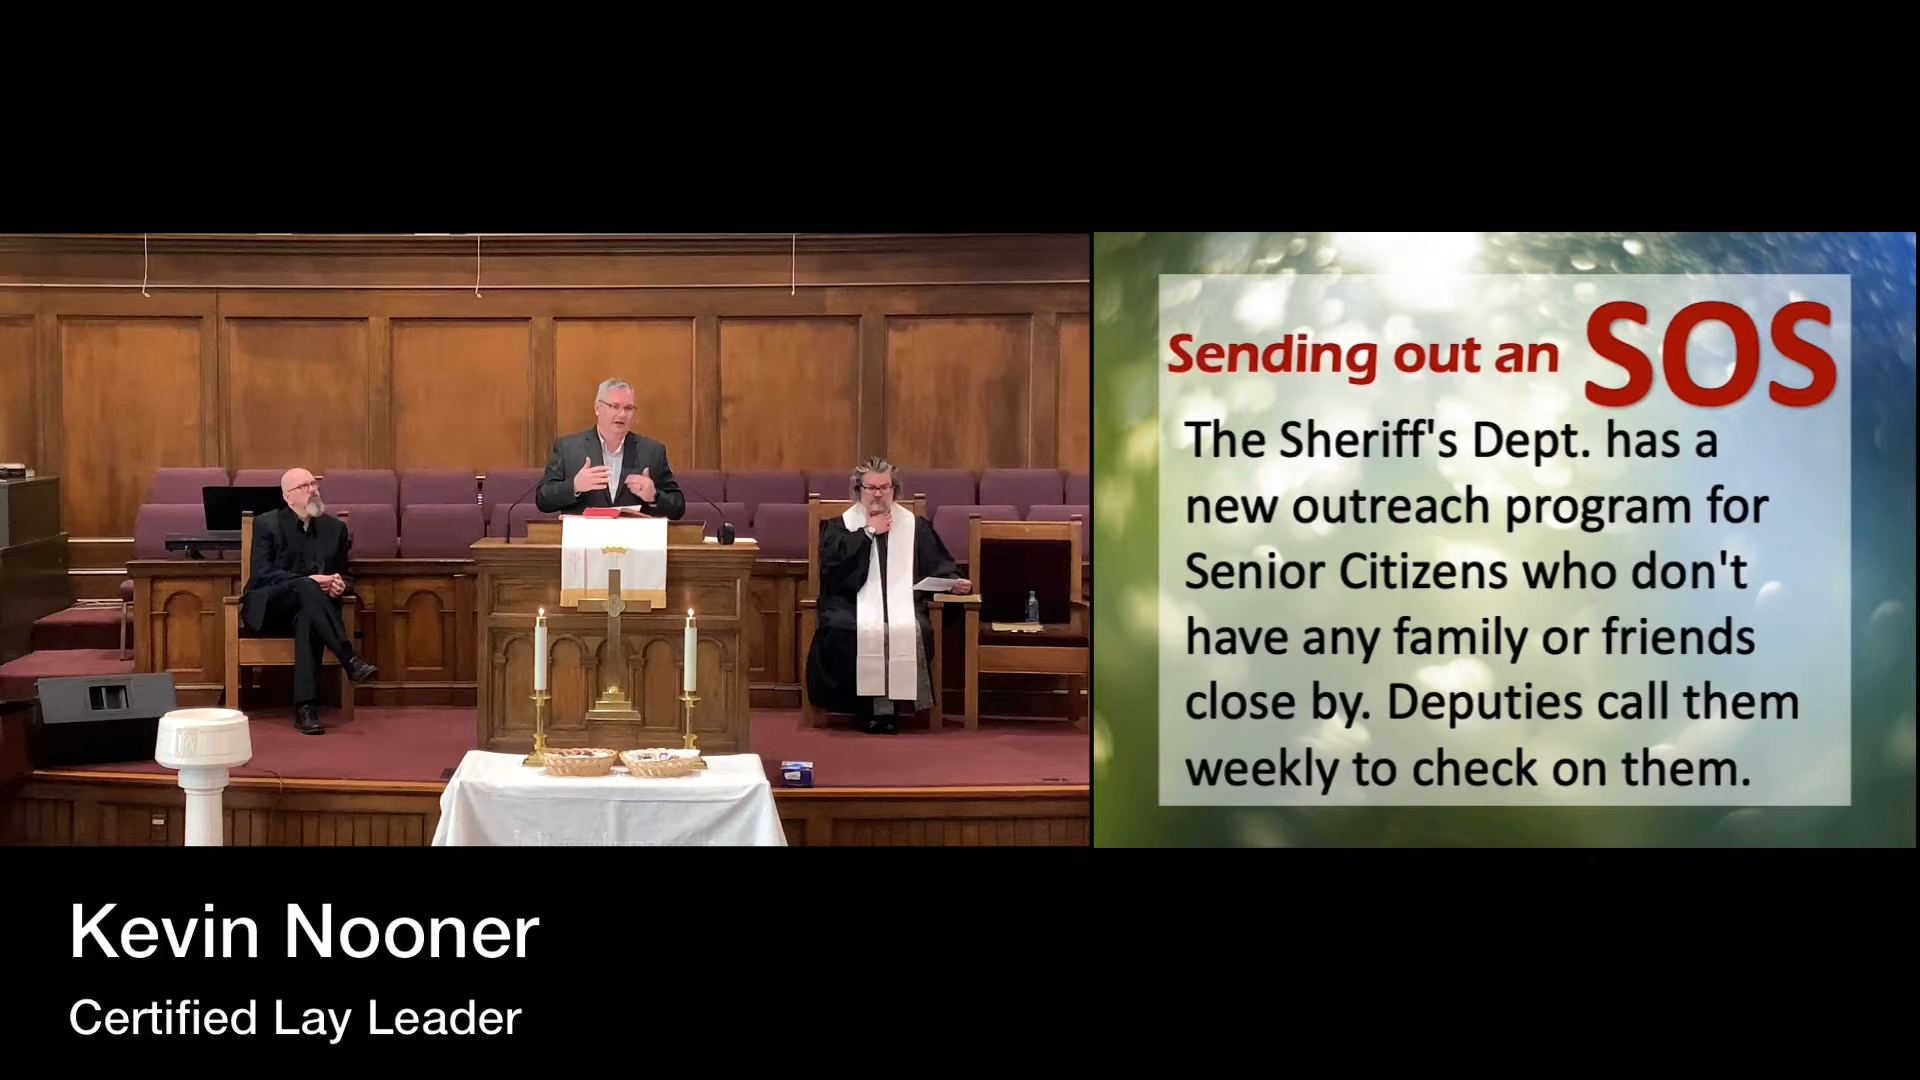 Sending out an SOS
The Sheriff's Dept. has a
new outreach program for
Senior Citizens who don't
have any family or friends
close by. Deputies call them
weekly to check on them.
Kevin Nooner
Certified Lay Leader